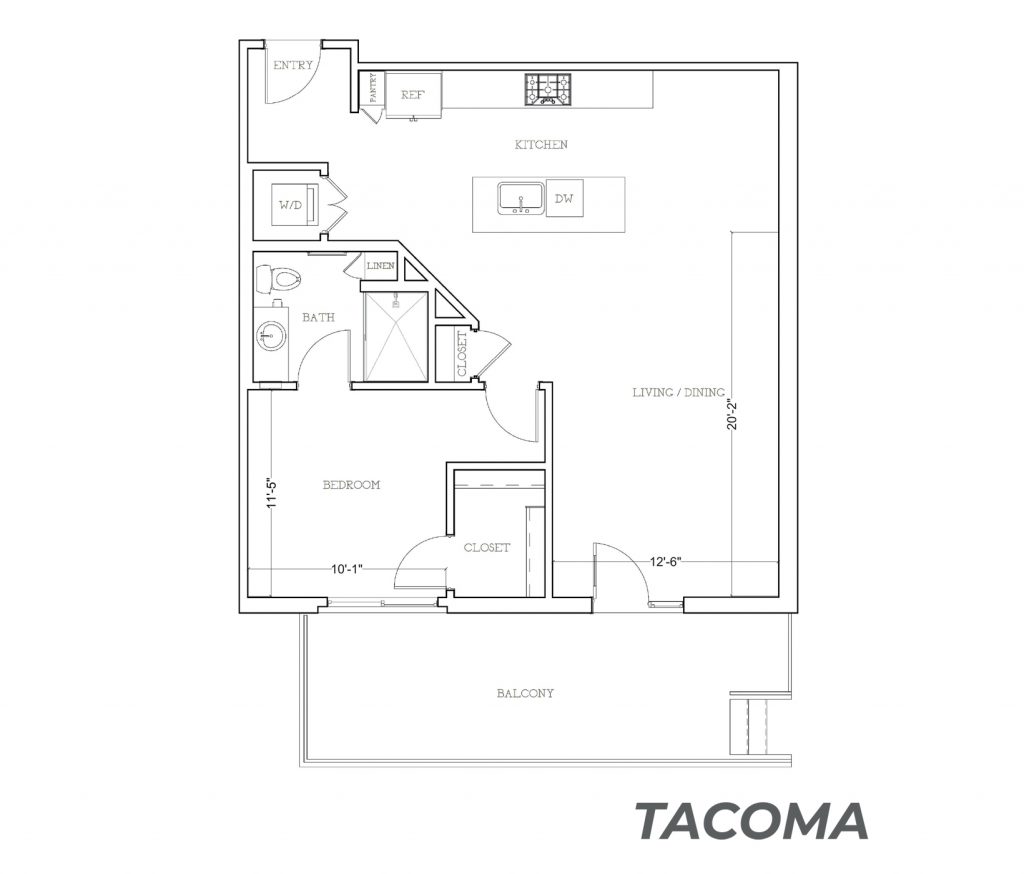 ENTRY
PANTRY
REF
KITCHEN
W/D
DW
LINEN
BATH
CLOSET
LIVING / DINING
20'-2"
BEDROOM
11'-5"
CLOSET
10'-1"
12'-6"
BALCONY
TACOMA